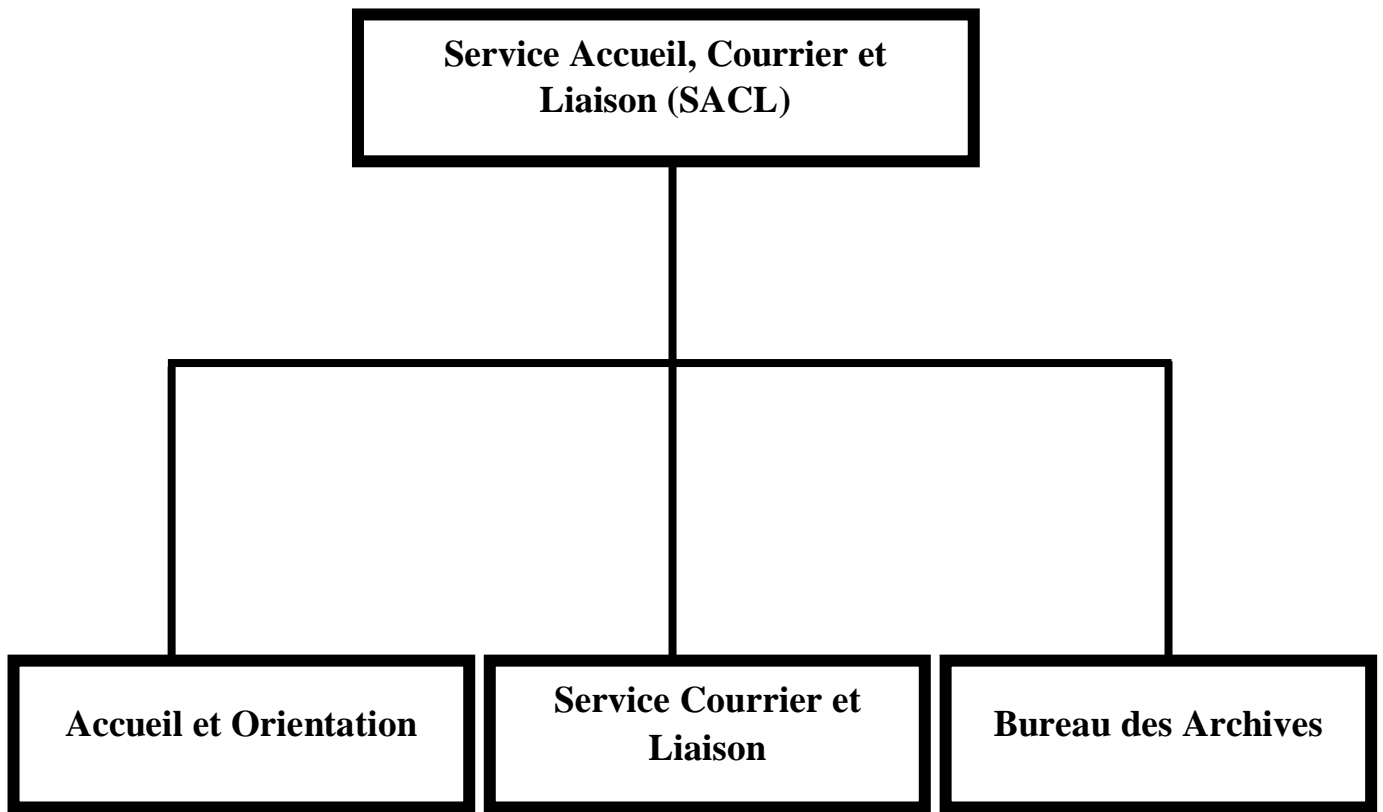 Service Accueil, Courrier et
Liaison (SACL)
Accueil et Orientation
Service Courrier et
Liaison
Bureau des Archives